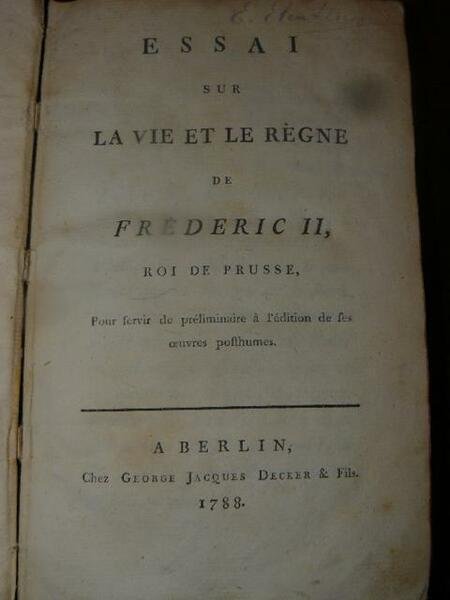 ESSAI
SUR
LA VIE ET LE RÈGNE
DE
FRÉDERIC II,
ROI DE PRUSSE,
Pour ſervir de préliminaire à l'édition de ſes
œuvres poſthumes.
A BERLIN,
Chez GEORGE JACQUES DECKER & Fils.
1788.